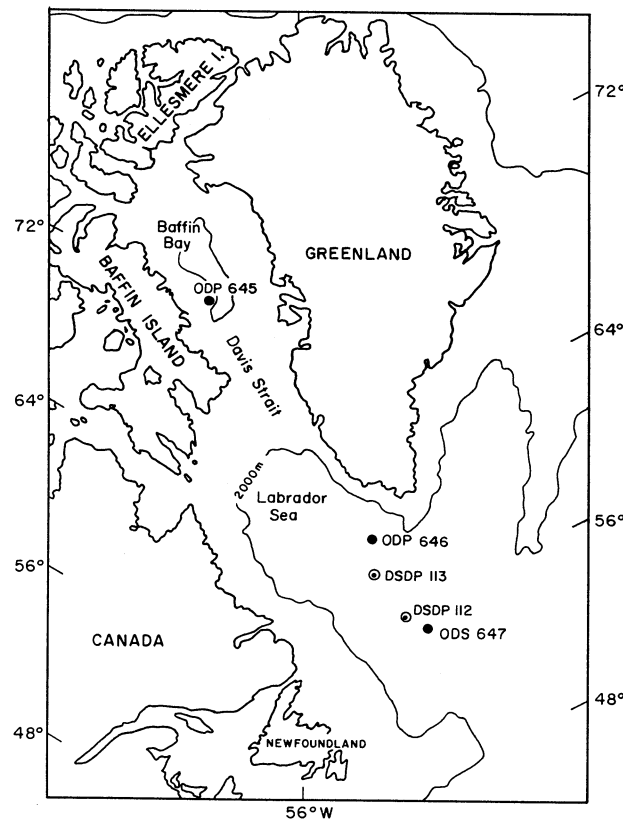 ELLESMERE I.
72°
72°
Baffin
Bay
GREENLAND
ODP 645
BAFFIN ISLAND
Davis Strait
64°
64°
2000m
Labrador
Sea
56°
ODP 646
56°
DSDP 113
DSDP 112
ODS 647
CANADA
48°
48°
NEWFOUNDLAND
56°W